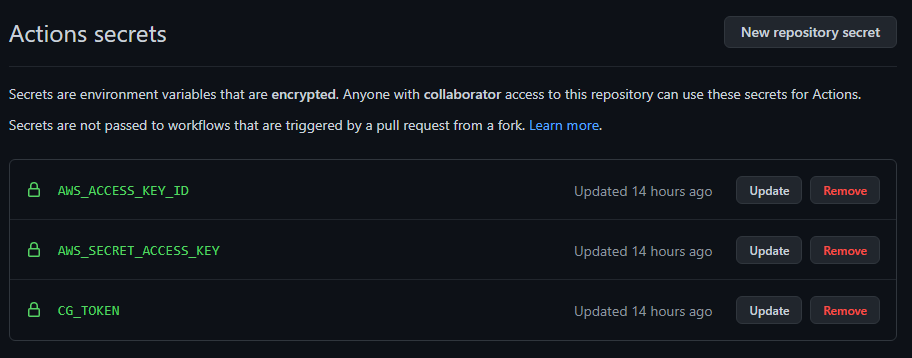 Actions secrets
New repository secret
Secrets are environment variables that are encrypted. Anyone with collaborator access to this repository can use these secrets for Actions.
Secrets are not passed to workflows that are triggered by a pull request from a fork. Learn more.
AWS_ACCESS_KEY_ID Updated 14 hours ago Update Remove
AWS_SECRET_ACCESS_KEY Updated 14 hours ago Update Remove
CG_TOKEN Updated 14 hours ago Update Remove